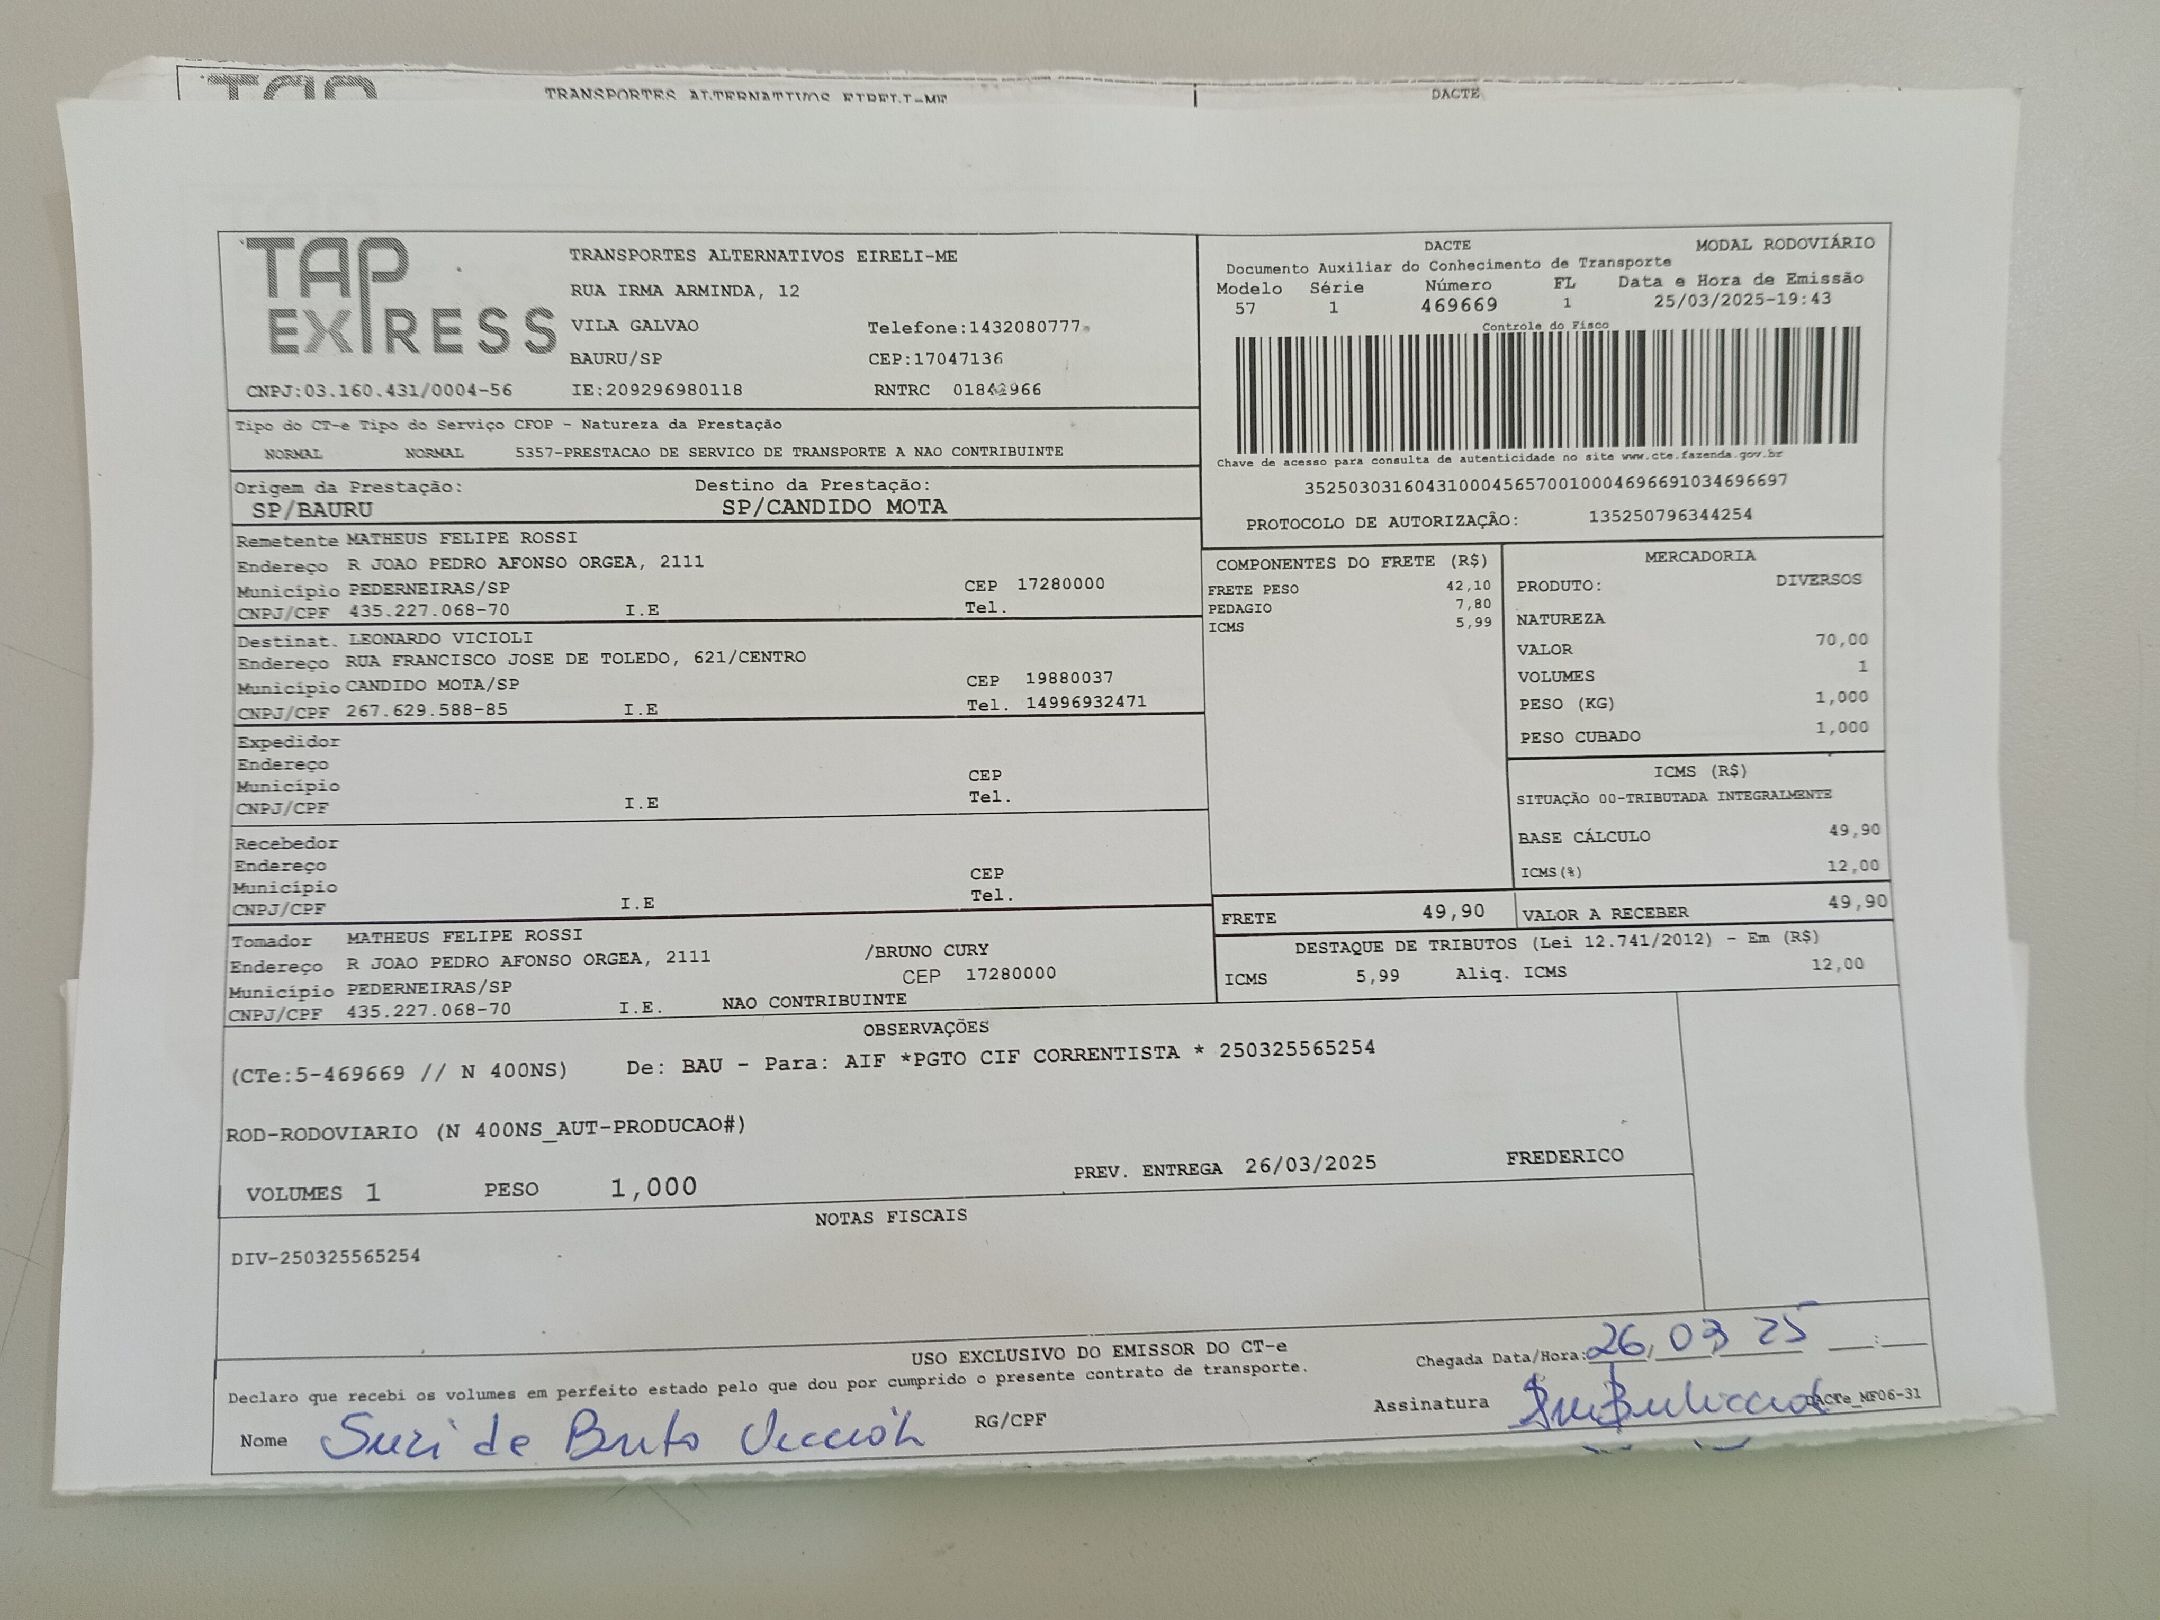 TRANSPORTES ALTERNATIVOS EIRELI-ME DACTE
TAP EXPRESS
TRANSPORTES ALTERNATIVOS EIRELI-ME
RUA IRMA ARMINDA, 12
VILA GALVAO Telefone:1432080777
BAURU/SP CEP:17047136
CNPJ:03.160.431/0004-56 IE:209296980118 RNTRC 01842966
DACTE MODAL RODOVIÁRIO
Documento Auxiliar do Conhecimento de Transporte
Modelo Série Número FL Data e Hora de Emissão
57 1 469669 1 25/03/2025-19:43
Controle do Fisco
Chave de acesso para consulta de autenticidade no site www.cte.fazenda.gov.br
35250303160431000456570010004696691034696697
PROTOCOLO DE AUTORIZAÇÃO: 135250796344254
Tipo do CT-e Tipo do Serviço CFOP - Natureza da Prestação
NORMAL NORMAL 5357-PRESTACAO DE SERVICO DE TRANSPORTE A NAO CONTRIBUINTE
Origem da Prestação: Destino da Prestação:
SP/BAURU SP/CANDIDO MOTA
Remetente MATHEUS FELIPE ROSSI
Endereço R JOAO PEDRO AFONSO ORGEA, 2111
Município PEDERNEIRAS/SP CEP 17280000
CNPJ/CPF 435.227.068-70 I.E Tel.
Destinat. LEONARDO VICIOLI
Endereço RUA FRANCISCO JOSE DE TOLEDO, 621/CENTRO
Município CANDIDO MOTA/SP CEP 19880037
CNPJ/CPF 267.629.588-85 I.E Tel. 14996932471
Expedidor
Endereço
Município CEP
CNPJ/CPF I.E Tel.
Recebedor
Endereço
Município CEP
CNPJ/CPF I.E Tel.
Tomador MATHEUS FELIPE ROSSI
Endereço R JOAO PEDRO AFONSO ORGEA, 2111 /BRUNO CURY
Município PEDERNEIRAS/SP CEP 17280000
CNPJ/CPF 435.227.068-70 I.E. NAO CONTRIBUINTE
COMPONENTES DO FRETE (R$)
FRETE PESO 42,10
PEDAGIO 7,80
ICMS 5,99
MERCADORIA
PRODUTO: DIVERSOS
NATUREZA
VALOR 70,00
VOLUMES 1
PESO (KG) 1,000
PESO CUBADO 1,000
ICMS (R$)
SITUAÇÃO 00-TRIBUTADA INTEGRALMENTE
BASE CÁLCULO 49,90
ICMS(%) 12,00
FRETE 49,90 VALOR A RECEBER 49,90
DESTAQUE DE TRIBUTOS (Lei 12.741/2012) - Em (R$)
ICMS 5,99 Aliq. ICMS 12,00
OBSERVAÇÕES
(CTe:5-469669 // N 400NS) De: BAU - Para: AIF *PGTO CIF CORRENTISTA * 250325565254
ROD-RODOVIARIO (N 400NS_AUT-PRODUCAO#)
VOLUMES 1 PESO 1,000 PREV. ENTREGA 26/03/2025 FREDERICO
NOTAS FISCAIS
DIV-250325565254
USO EXCLUSIVO DO EMISSOR DO CT-e
Chegada Data/Hora: 26/03 25 :
Declaro que recebi os volumes em perfeito estado pelo que dou por cumprido o presente contrato de transporte.
Nome Suzi de Brito RG/CPF Assinatura DACTe_MF06-31